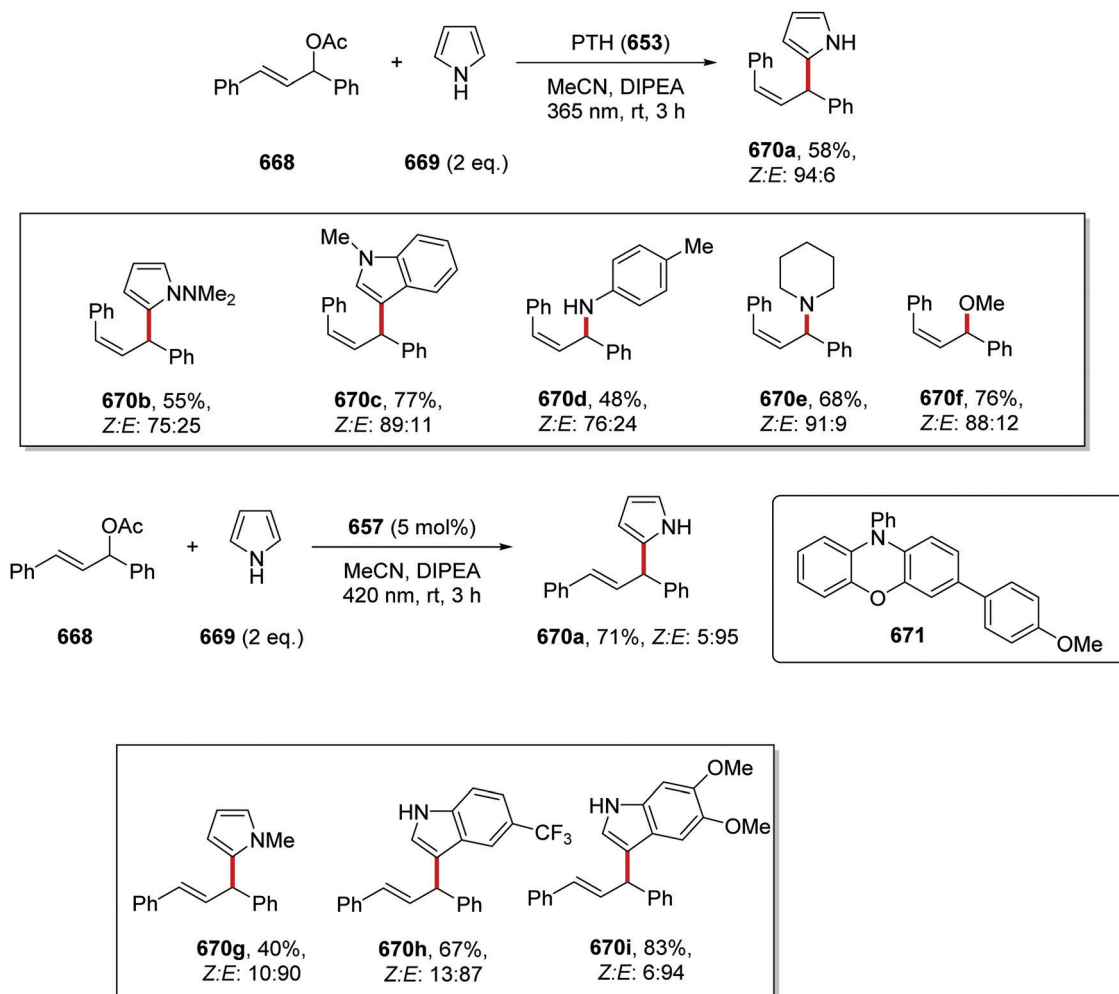 OAc
Ph
Ph
668
+
N
H
669 (2 eq.)
PTH (653)
MeCN, DIPEA
365 nm, rt, 3 h
NH
Ph
Ph
670a, 58%,
Z:E: 94:6
NNMe2
Ph
Ph
670b, 55%,
Z:E: 75:25
Me
N
Ph
Ph
670c, 77%,
Z:E: 89:11
Me
HN
Ph
Ph
670d, 48%,
Z:E: 76:24
N
Ph
Ph
670e, 68%,
Z:E: 91:9
OMe
Ph
Ph
670f, 76%,
Z:E: 88:12
OAc
Ph
Ph
668
+
N
H
669 (2 eq.)
657 (5 mol%)
MeCN, DIPEA
420 nm, rt, 3 h
NH
Ph
Ph
670a, 71%, Z:E: 5:95
Ph
N
O
OMe
671
NMe
Ph
Ph
670g, 40%,
Z:E: 10:90
HN
CF3
Ph
Ph
670h, 67%,
Z:E: 13:87
HN
OMe
OMe
Ph
Ph
670i, 83%,
Z:E: 6:94